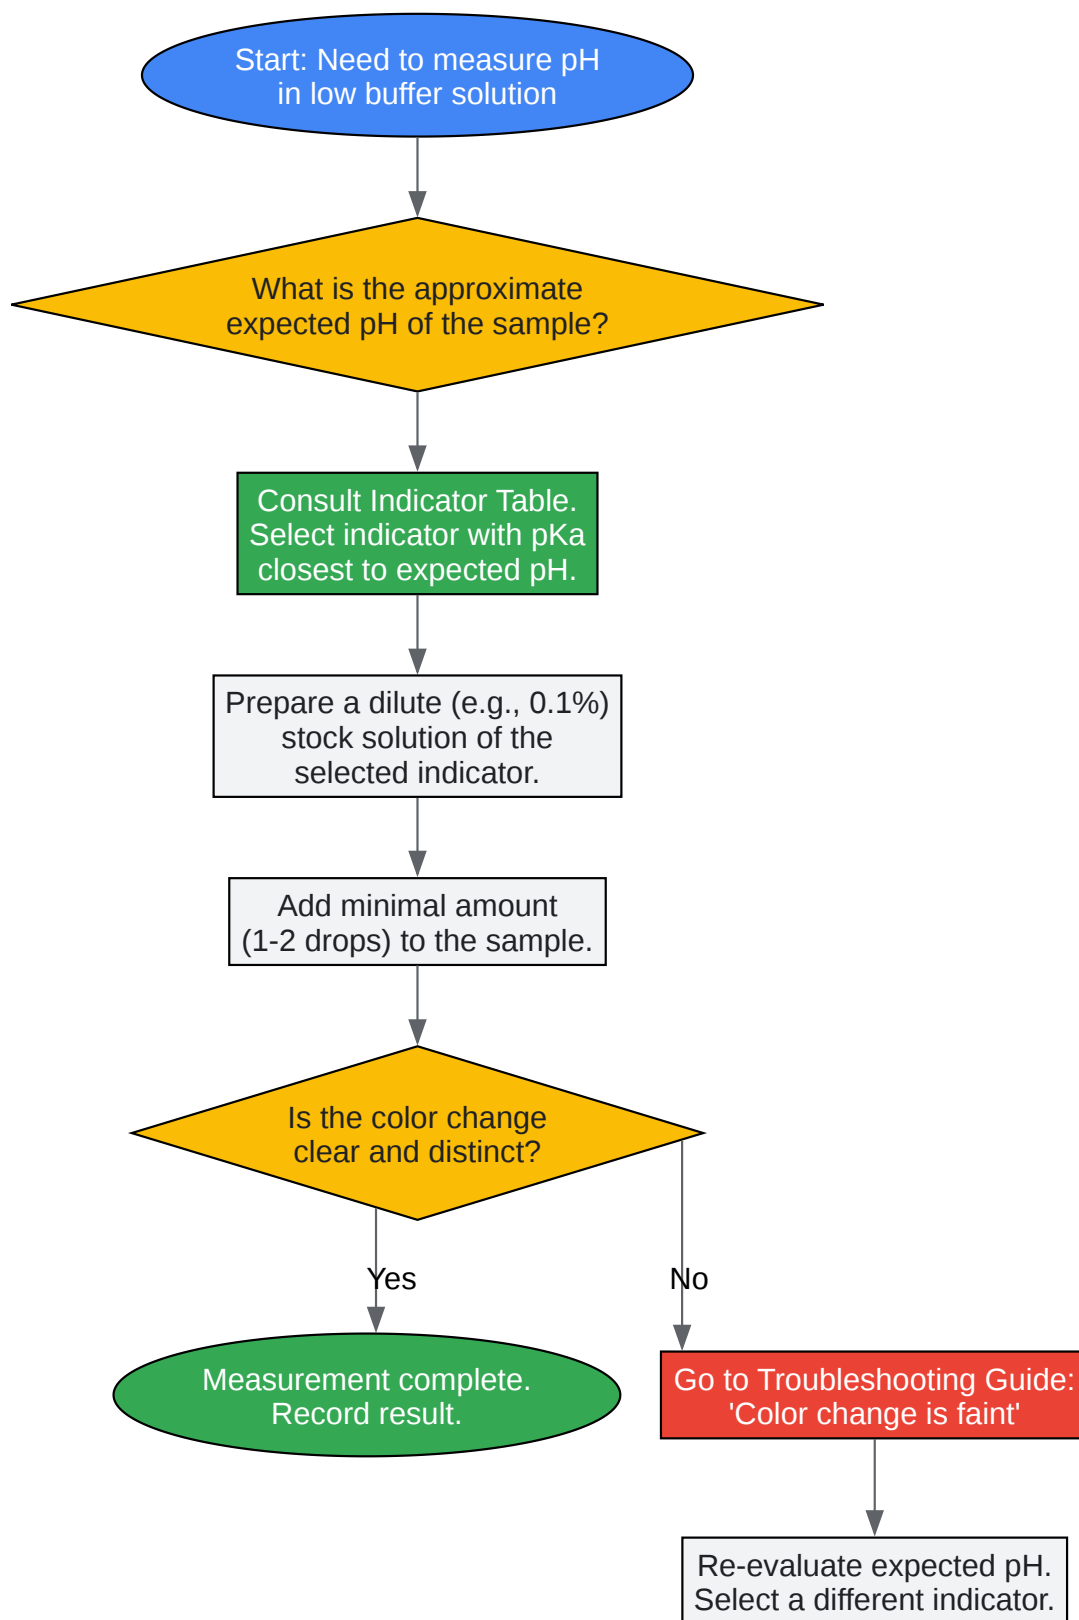 Start: Need to measure pH
in low buffer solution
What is the approximate
expected pH of the sample?
Consult Indicator Table.
Select indicator with pKa
closest to expected pH.
Prepare a dilute (e.g., 0.1%)
stock solution of the
selected indicator.
Add minimal amount
(1-2 drops) to the sample.
Is the color change
clear and distinct?
Yes
No
Measurement complete.
Record result.
Go to Troubleshooting Guide:
'Color change is faint'
Re-evaluate expected pH.
Select a different indicator.